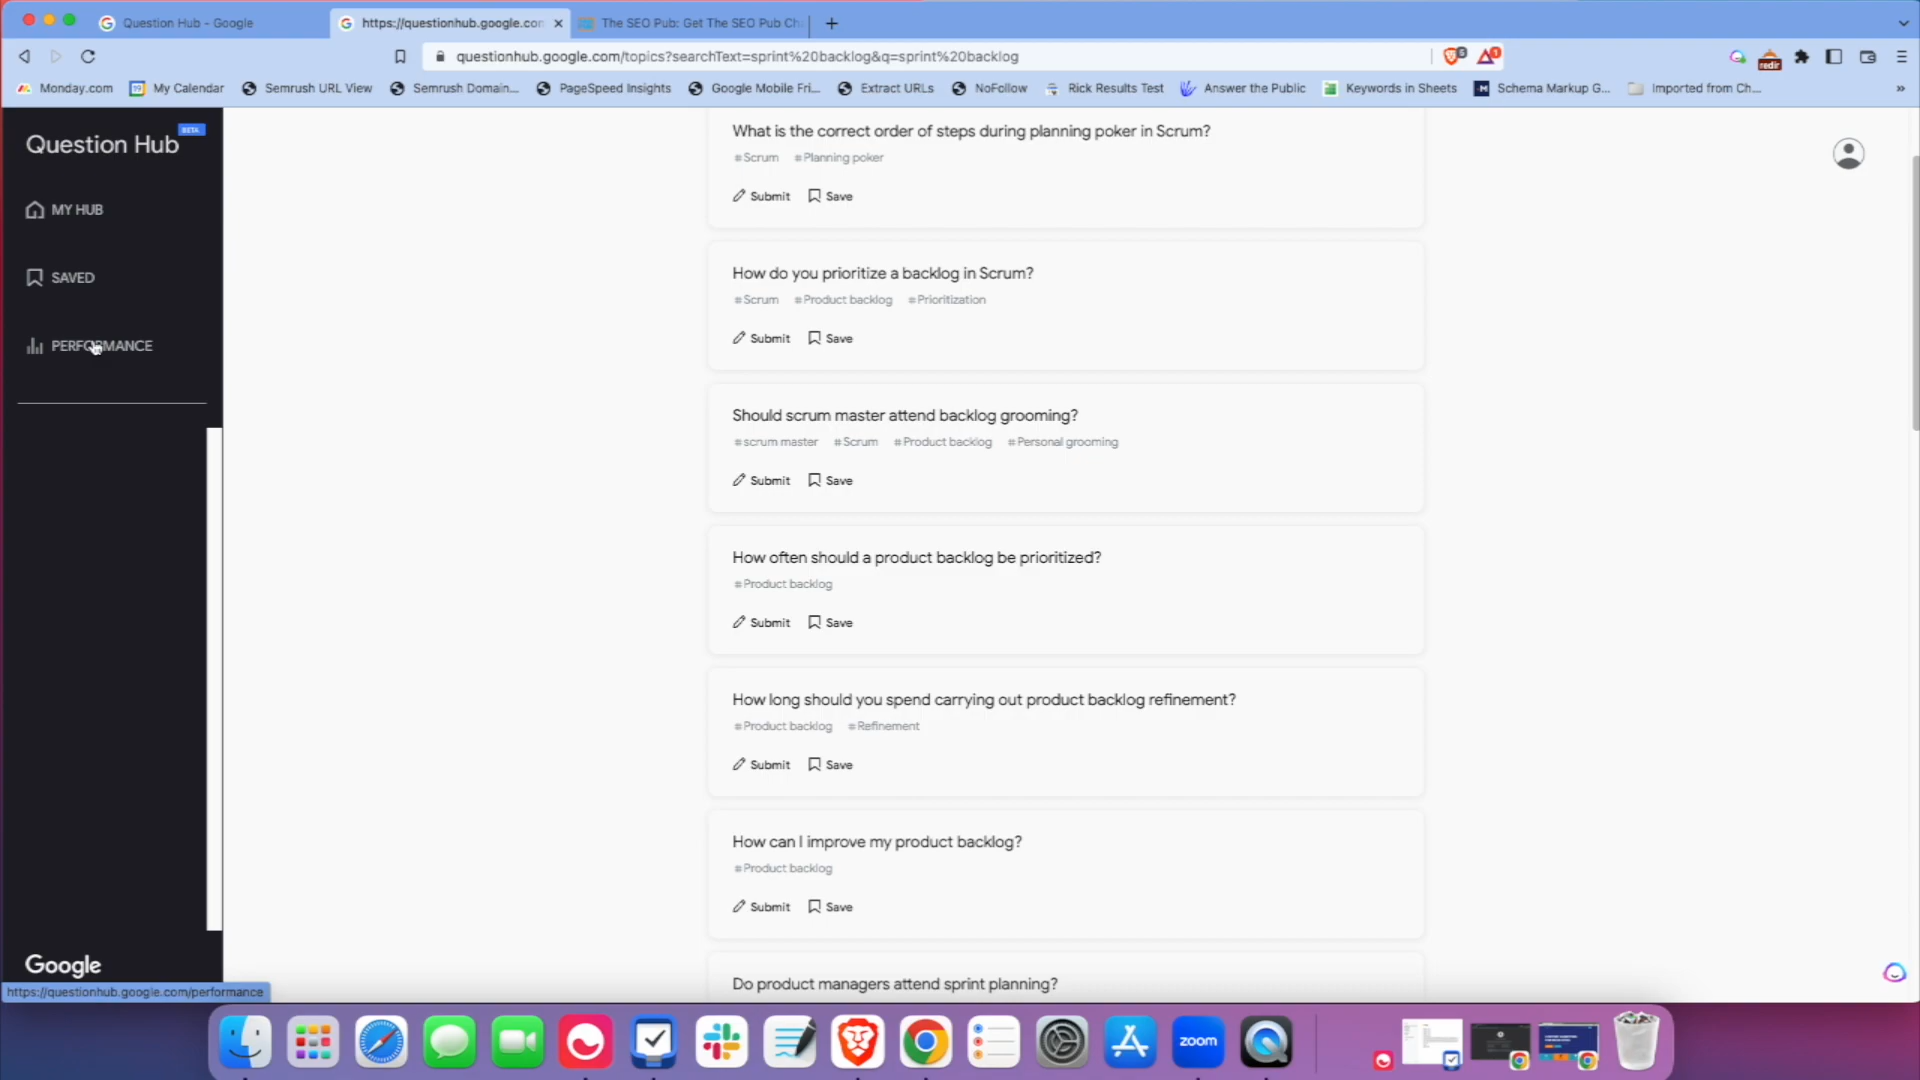 Question Hub - Google
https://questionhub.google.con
The SEO Pub: Get The SEO Pub Ch
questionhub.google.com/topics?searchText=sprint%20backlog&q=sprint%20backlog
5
1
redir
Monday.com
My Calendar
Semrush URL View
Semrush Domain...
PageSpeed Insights
Google Mobile Fri...
Extract URLs
NoFollow
Rick Results Test
Answer the Public
Keywords in Sheets
Schema Markup G...
Imported from Ch...
Question Hub
BETA
MY HUB
SAVED
PERFORMANCE
What is the correct order of steps during planning poker in Scrum?
#Scrum #Planning poker
Submit Save
How do you prioritize a backlog in Scrum?
#Scrum #Product backlog #Prioritization
Submit Save
Should scrum master attend backlog grooming?
#scrum master #Scrum #Product backlog #Personal grooming
Submit Save
How often should a product backlog be prioritized?
#Product backlog
Submit Save
How long should you spend carrying out product backlog refinement?
#Product backlog #Refinement
Submit Save
How can I improve my product backlog?
#Product backlog
Submit Save
Do product managers attend sprint planning?
Google
https://questionhub.google.com/performance
zoom